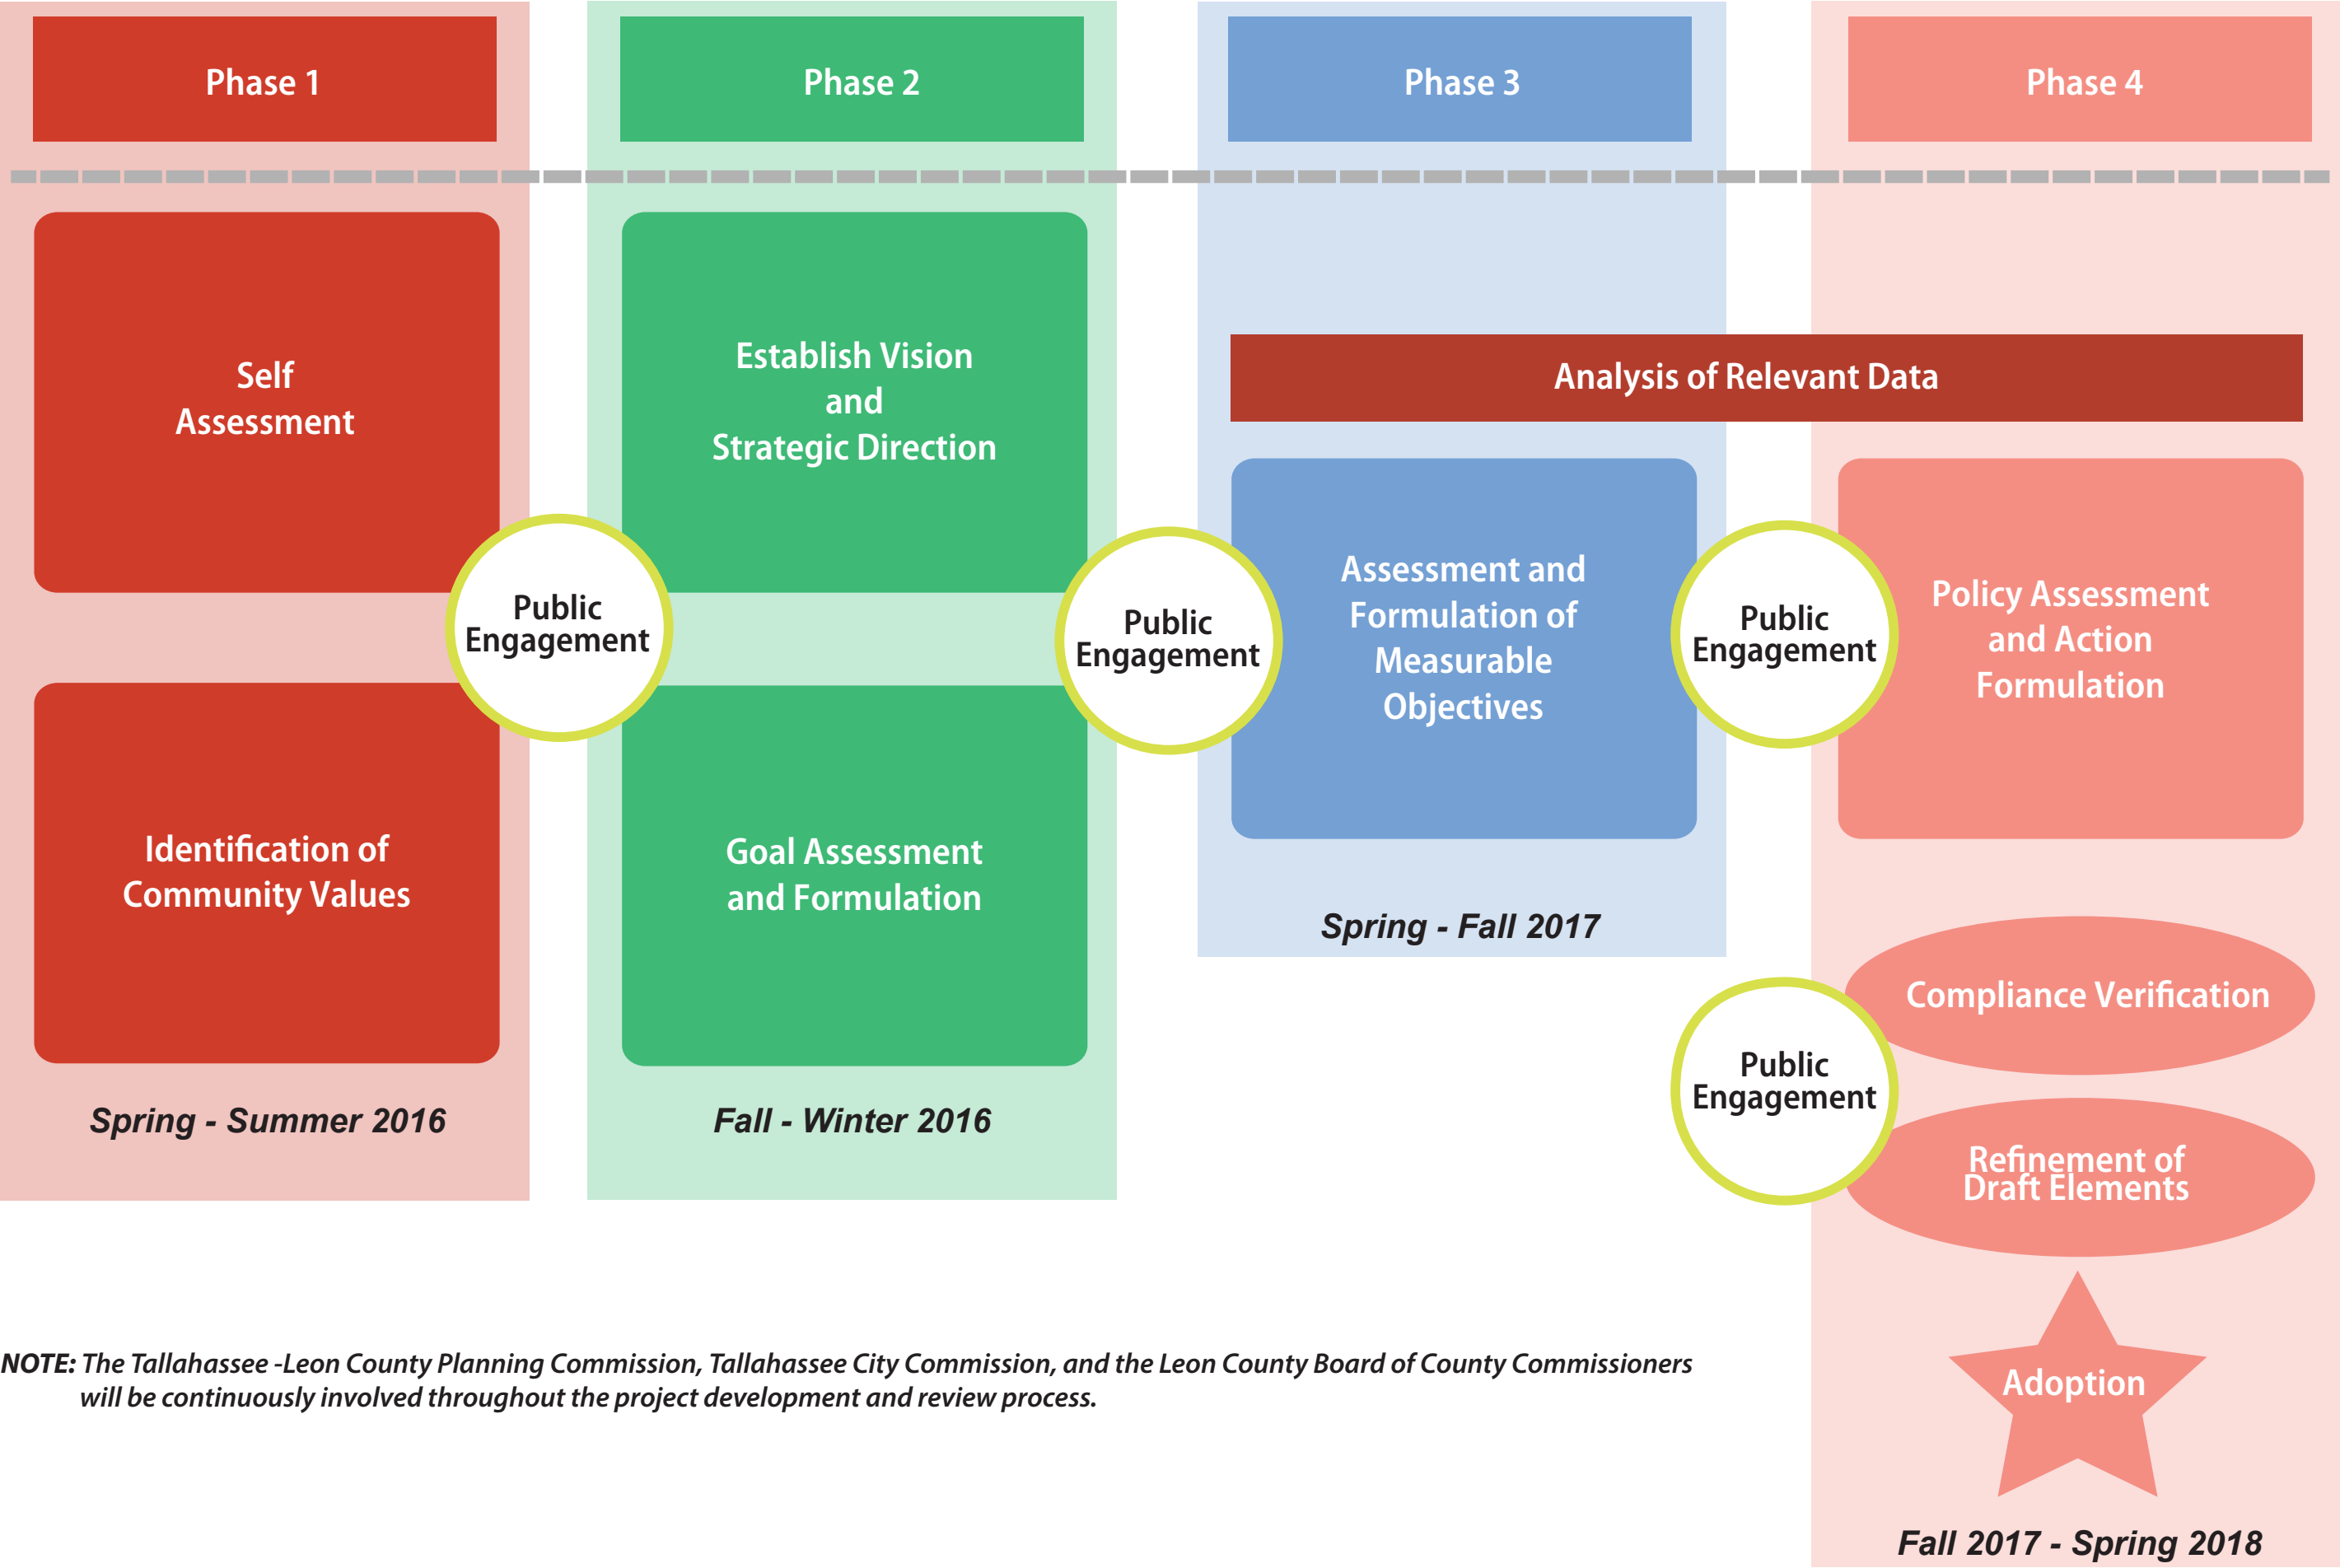 Phase 1
Phase 2
Phase 3
Phase 4
Self
Assessment
Identification of
Community Values
Spring - Summer 2016
Public
Engagement
Establish Vision
and
Strategic Direction
Goal Assessment
and Formulation
Fall - Winter 2016
Public
Engagement
Analysis of Relevant Data
Assessment and
Formulation of
Measurable
Objectives
Spring - Fall 2017
Public
Engagement
Policy Assessment
and Action
Formulation
Public
Engagement
Compliance Verification
Refinement of
Draft Elements
Adoption
Fall 2017 - Spring 2018
NOTE: The Tallahassee -Leon County Planning Commission, Tallahassee City Commission, and the Leon County Board of County Commissioners
will be continuously involved throughout the project development and review process.